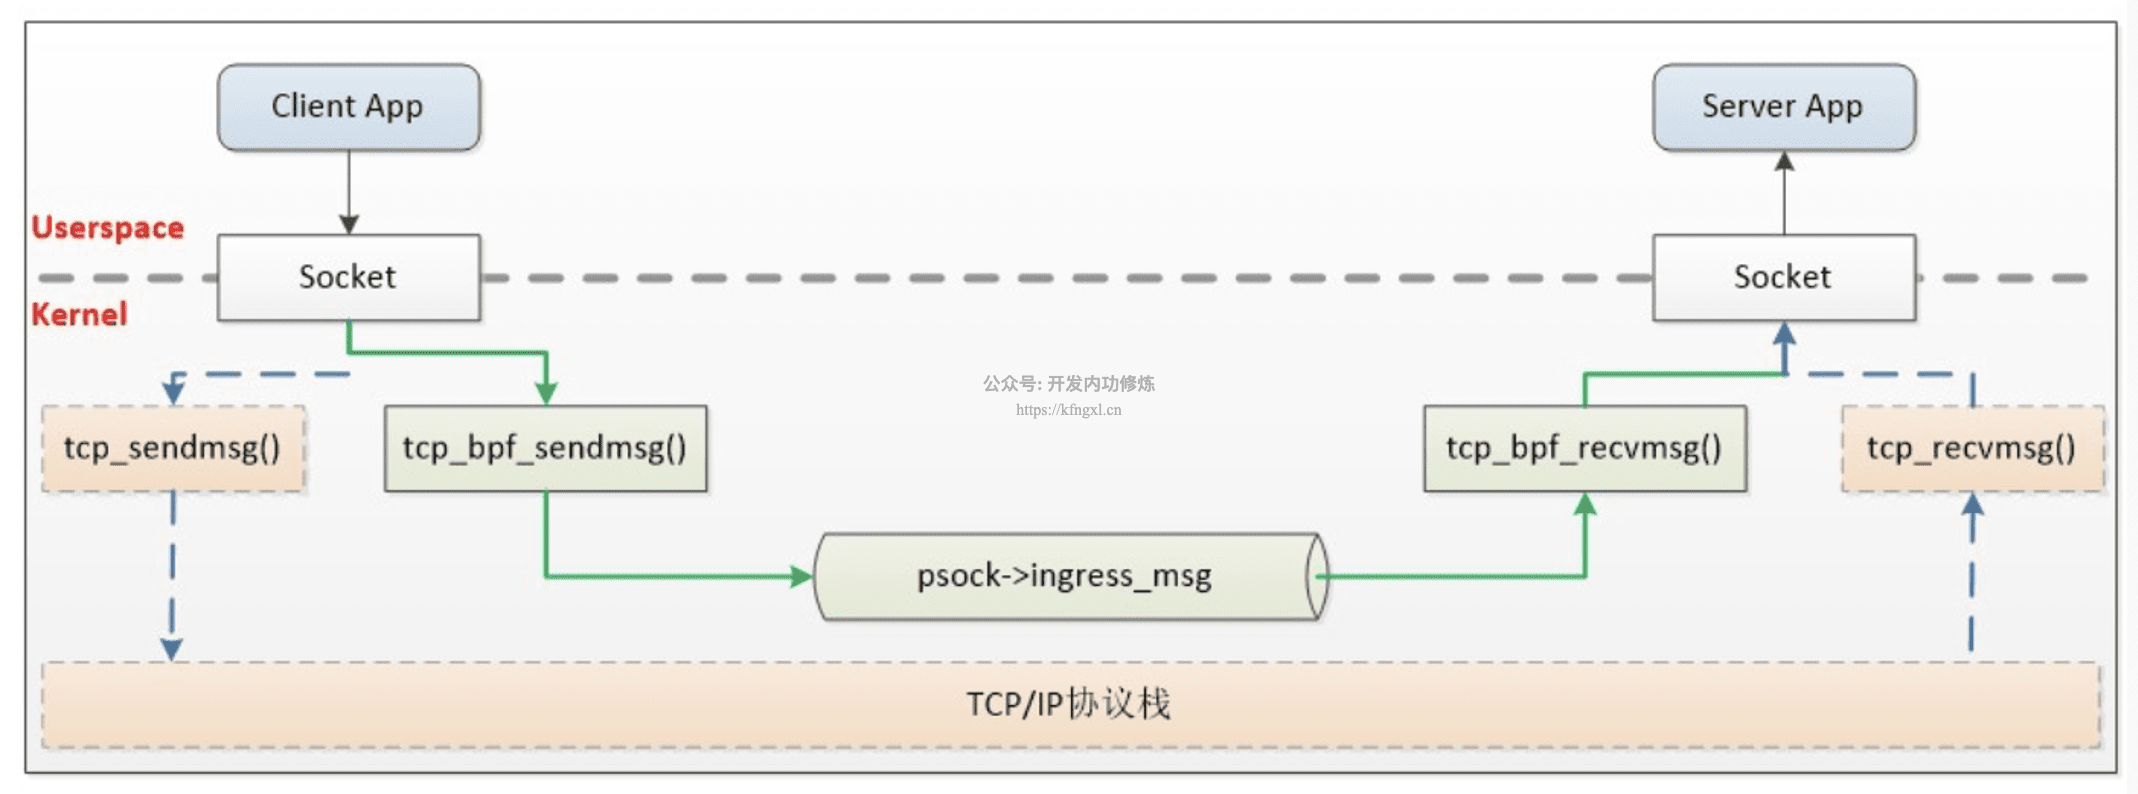 Client App
Server App
Userspace
Socket
Socket
Kernel
公众号: 开发内功修炼
https://kfngxl.cn
tcp_sendmsg()
tcp_bpf_sendmsg()
tcp_bpf_recvmsg()
tcp_recvmsg()
psock->ingress_msg
TCP/IP协议栈